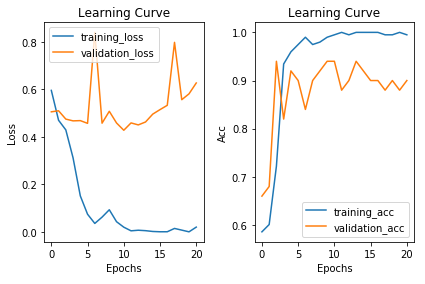 Learning Curve
training_loss
validation_loss
0.8
0.6
0.4
0.2
0.0
Loss
0 5 10 15 20
Epochs
Learning Curve
1.0
0.9
0.8
0.7
0.6
Acc
training_acc
validation_acc
0 5 10 15 20
Epochs